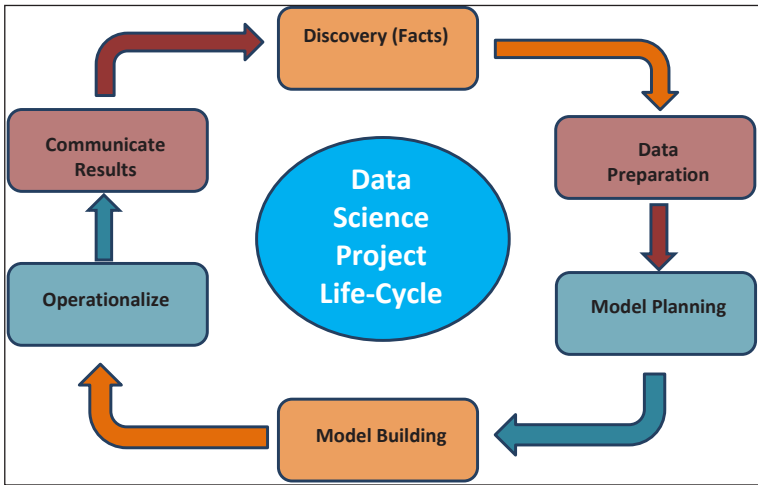 Discovery (Facts)
Communicate
Results
Data
Preparation
Data
Science
Project
Life-Cycle
Operationalize
Model Planning
Model Building